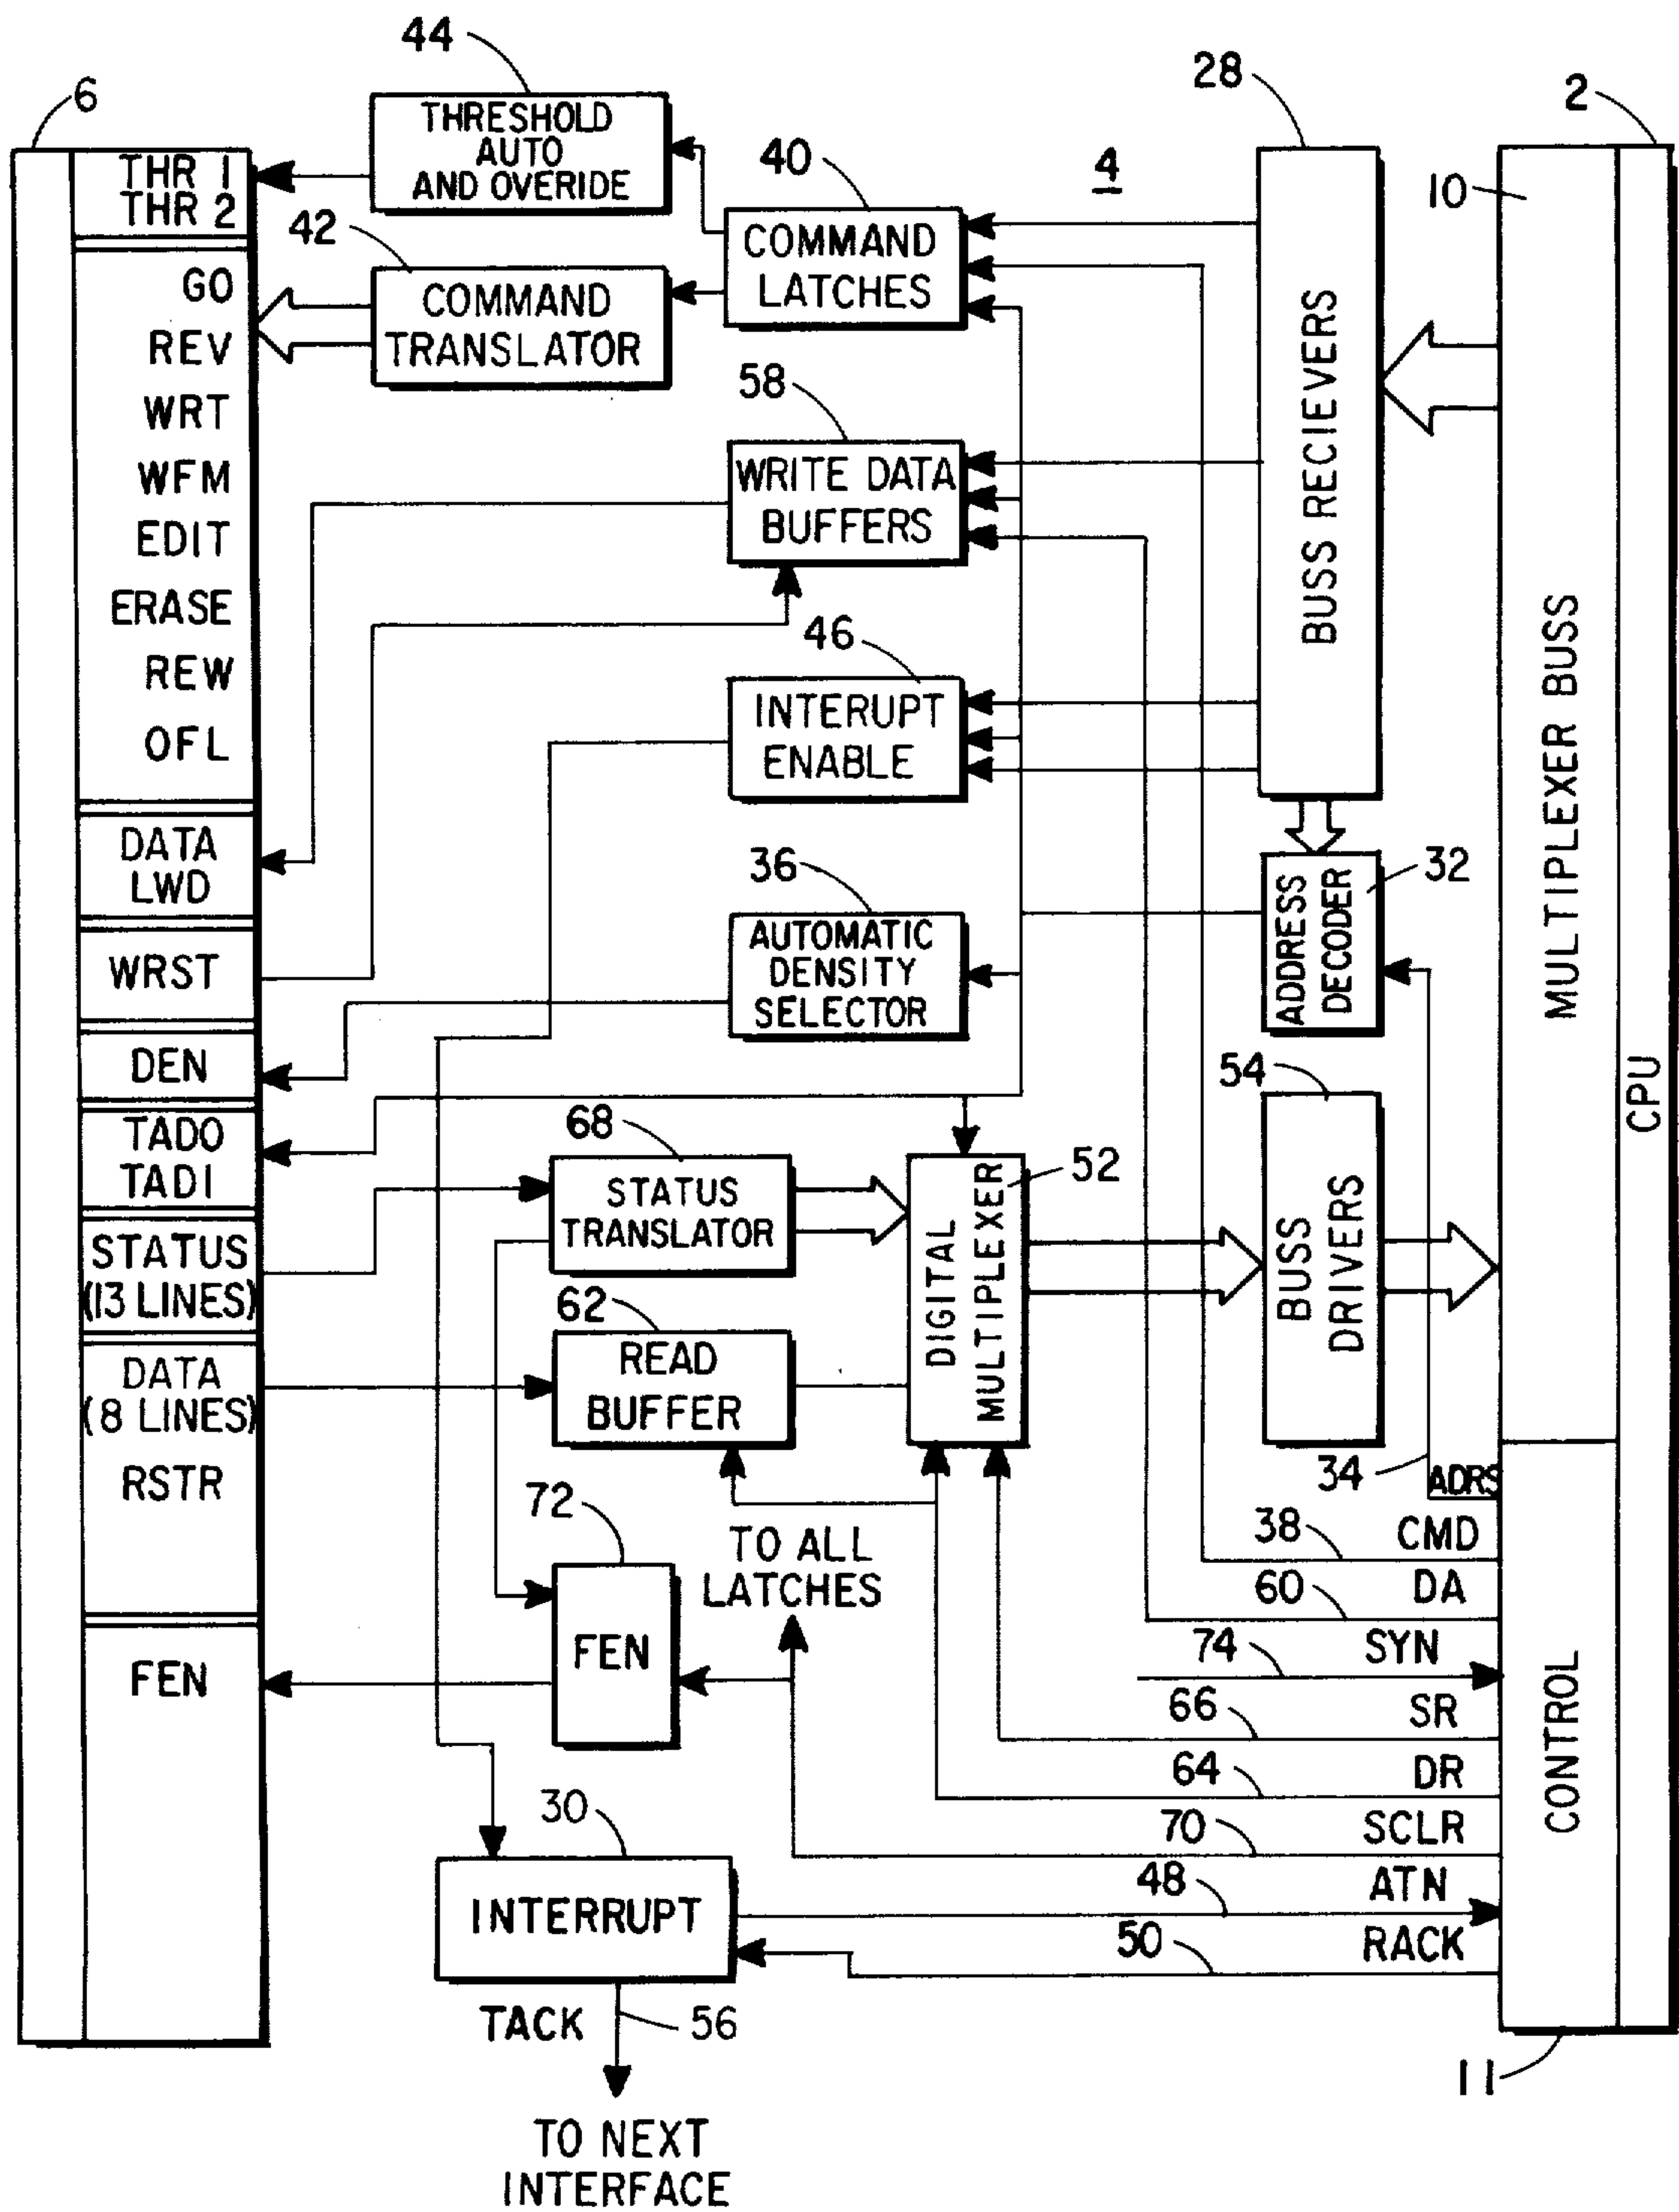 44
6
28
2
THRESHOLD
AUTO
AND OVERIDE
40
4
10
THR 1
THR 2
42
COMMAND
LATCHES
GO
REV
WRT
WFM
EDIT
ERASE
REW
OFL
COMMAND
TRANSLATOR
58
WRITE DATA
BUFFERS
BUSS RECIEVERS
MULTIPLEXER BUSS
CPU
46
INTERUPT
ENABLE
DATA
LWD
36
AUTOMATIC
DENSITY
SELECTOR
ADDRESS
DECODER
32
WRST
DEN
54
68
TADO
TADI
STATUS
TRANSLATOR
DIGITAL
MULTIPLEXER
52
BUSS
DRIVERS
STATUS
(13 LINES)
62
READ
BUFFER
DATA
(8 LINES)
RSTR
34
ADRS
72
TO ALL
LATCHES
38
CMD
60
DA
FEN
FEN
74
SYN
66
SR
CONTROL
64
DR
30
70
SCLR
INTERRUPT
48
ATN
50
RACK
TACK
56
11
TO NEXT
INTERFACE